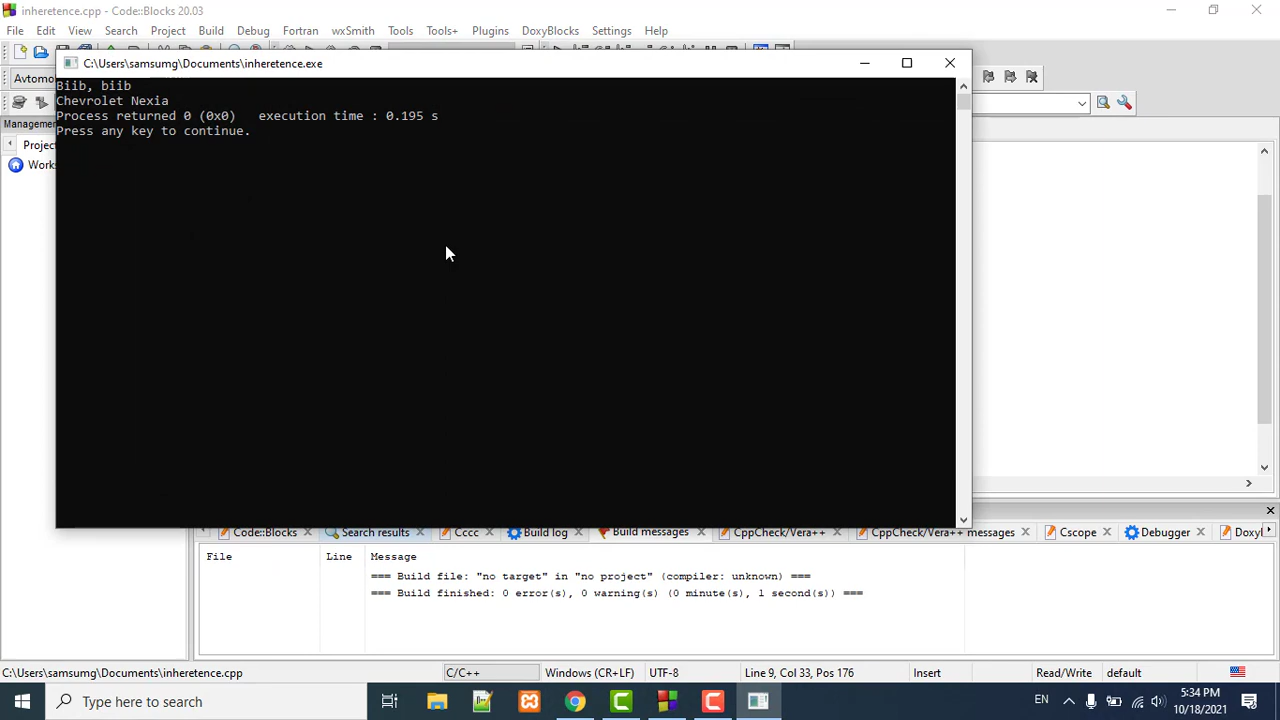 inheretence.cpp - Code::Blocks 20.03
File Edit View Search Project Build Debug Fortran wxSmith Tools Tools+ Plugins DoxyBlocks Settings Help
C:\Users\samsumg\Documents\inheretence.exe
Avtomo
Biib, biib
Chevrolet Nexia
Process returned 0 (0x0)   execution time : 0.195 s
Press any key to continue.
Managemen
Projec
Works
Code::Blocks Search results Cccc Build log Build messages CppCheck/Vera++ CppCheck/Vera++ messages Cscope Debugger Doxyl
File Line Message
=== Build file: "no target" in "no project" (compiler: unknown) ===
=== Build finished: 0 error(s), 0 warning(s) (0 minute(s), 1 second(s)) ===
C:\Users\samsumg\Documents\inheretence.cpp C/C++ Windows (CR+LF) UTF-8 Line 9, Col 33, Pos 176 Insert Read/Write default
Type here to search
EN
5:34 PM
10/18/2021